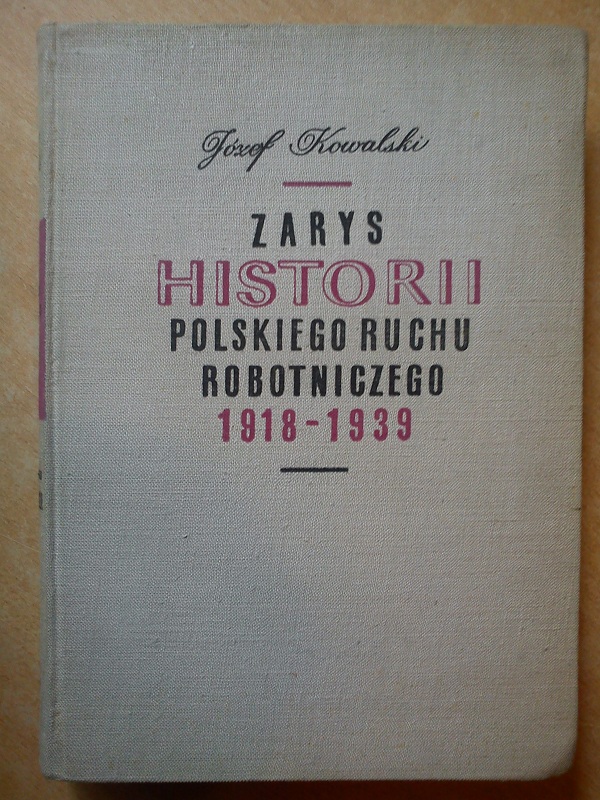 Józef Kowalski
ZARYS
HISTORII
POLSKIEGO RUCHU
ROBOTNICZEGO
1918-1939